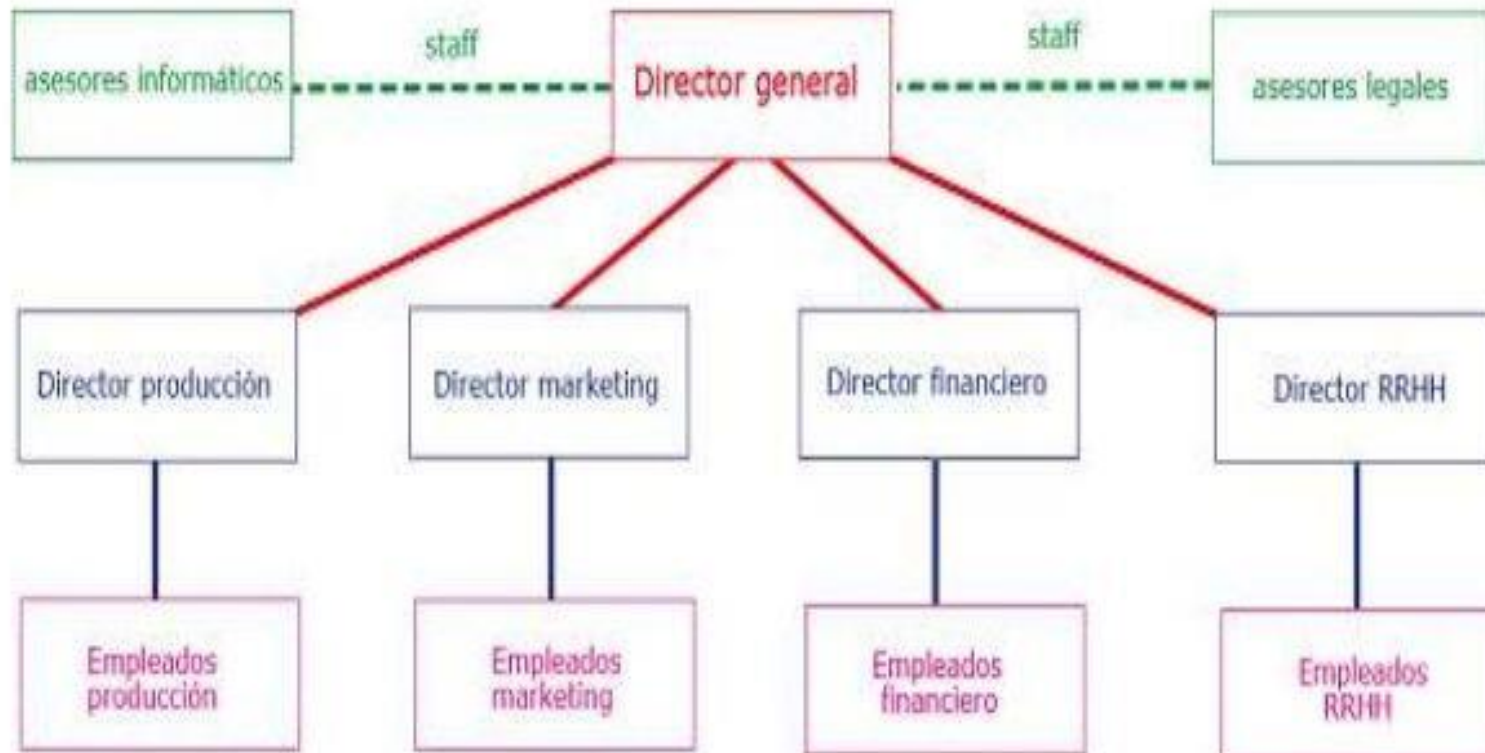 staff
staff
asesores informáticos
Director general
asesores legales
Director producción
Director marketing
Director financiero
Director RRHH
Empleados
producción
Empleados
marketing
Empleados
financiero
Empleados
RRHH